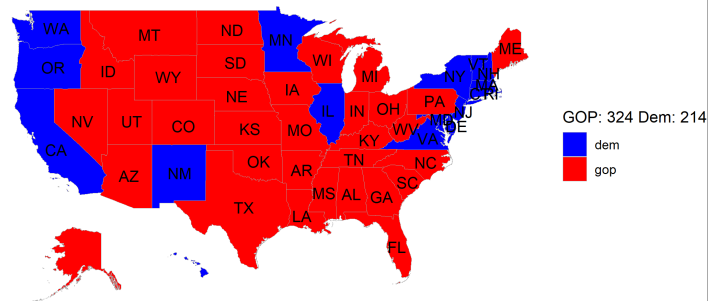 WA
MT
ND
MN
ME
OR
ID
SD
WI
VT
NH
WY
MI
NY
MA
CT
RI
IA
NE
PA
NJ
NV
UT
CO
IL
IN
OH
MD
DE
CA
KS
MO
WV
VA
KY
AZ
NM
OK
AR
TN
NC
SC
TX
MS
AL
GA
LA
FL
GOP: 324 Dem: 214
dem
gop